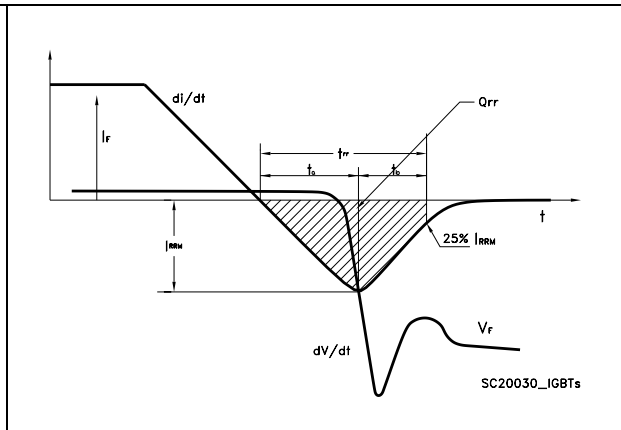 di/dt
Qrr
IF
trr
ta
tb
t
IRRM
25% IRRM
VF
dV/dt
SC20030_IGBTs